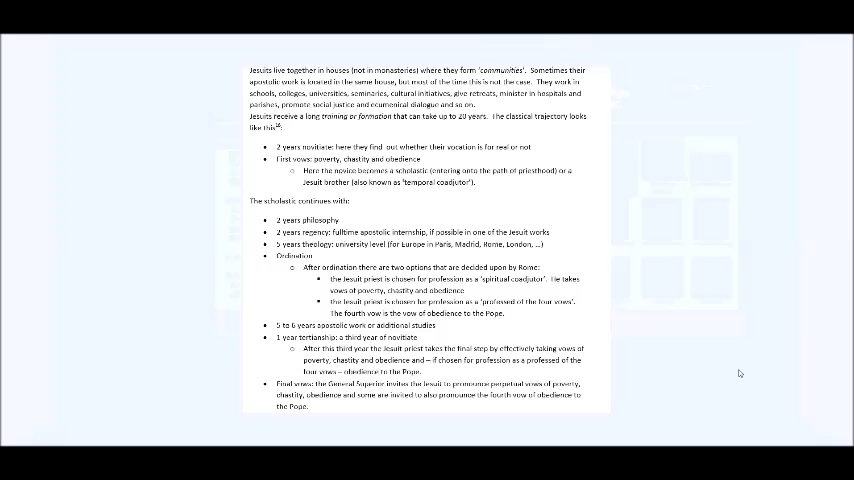 Jesuits live together in houses (not in monasteries) where they form ‘communities’.  Sometimes their
apostolic work is located in the same house, but most of the time this is not the case.  They work in
schools, colleges, universities, seminaries, cultural initiatives, give retreats, minister in hospitals and
parishes, promote social justice and ecumenical dialogue and so on.
Jesuits receive a long training or formation that can take up to 20 years.  The classical trajectory looks
like this¹⁶:
• 2 years novitiate: here they find  out whether their vocation is for real or not
• First vows: poverty, chastity and obedience
o Here the novice becomes a scholastic (entering onto the path of priesthood) or a
Jesuit brother (also known as ‘temporal coadjutor’).
The scholastic continues with:
• 2 years philosophy
• 2 years regency: fulltime apostolic internship, if possible in one of the Jesuit works
• 5 years theology: university level (for Europe in Paris, Madrid, Rome, London, …)
• Ordination
o After ordination there are two options that are decided upon by Rome:
▪ the Jesuit priest is chosen for profession as a ‘spiritual coadjutor’.  He takes
vows of poverty, chastity and obedience
▪ the Jesuit priest is chosen for profession as a ‘professed of the four vows’.
The fourth vow is the vow of obedience to the Pope.
• 5 to 6 years apostolic work or additional studies
• 1 year tertianship: a third year of novitiate
o After this third year the Jesuit priest takes the final step by effectively taking vows of
poverty, chastity and obedience and – if chosen for profession as a professed of the
four vows – obedience to the Pope.
• Final vows: the General Superior invites the Jesuit to pronounce perpetual vows of poverty,
chastity, obedience and some are invited to also pronounce the fourth vow of obedience to
the Pope.